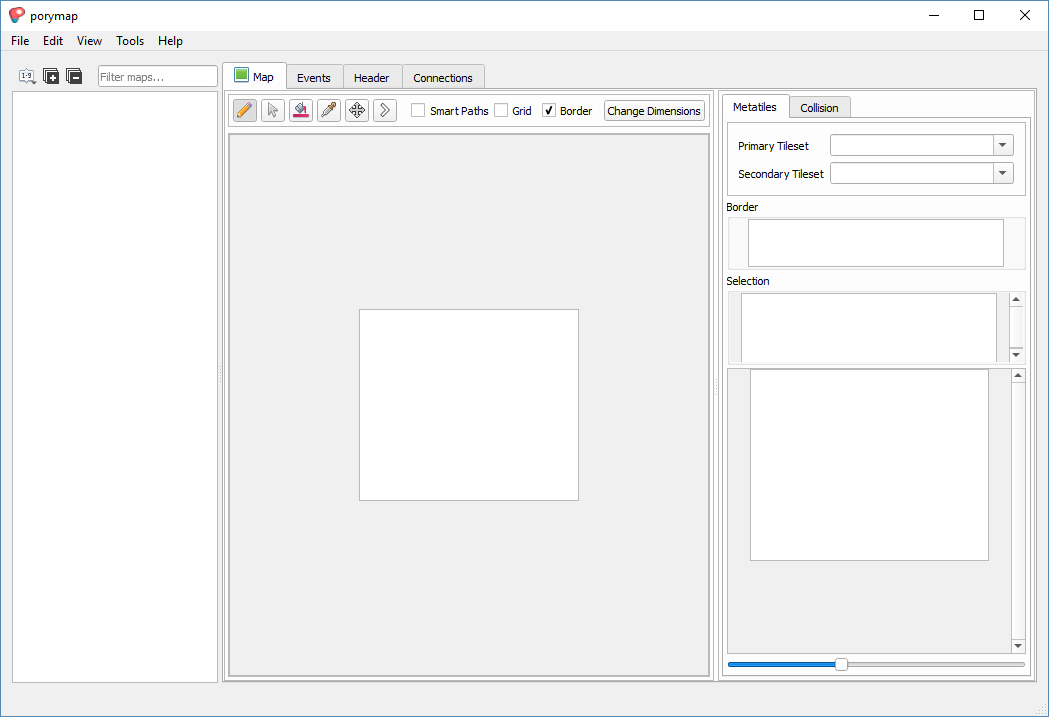 porymap
File Edit View Tools Help
Filter maps...
Map Events Header Connections
Smart Paths Grid Border Change Dimensions
Metatiles Collision
Primary Tileset
Secondary Tileset
Border
Selection